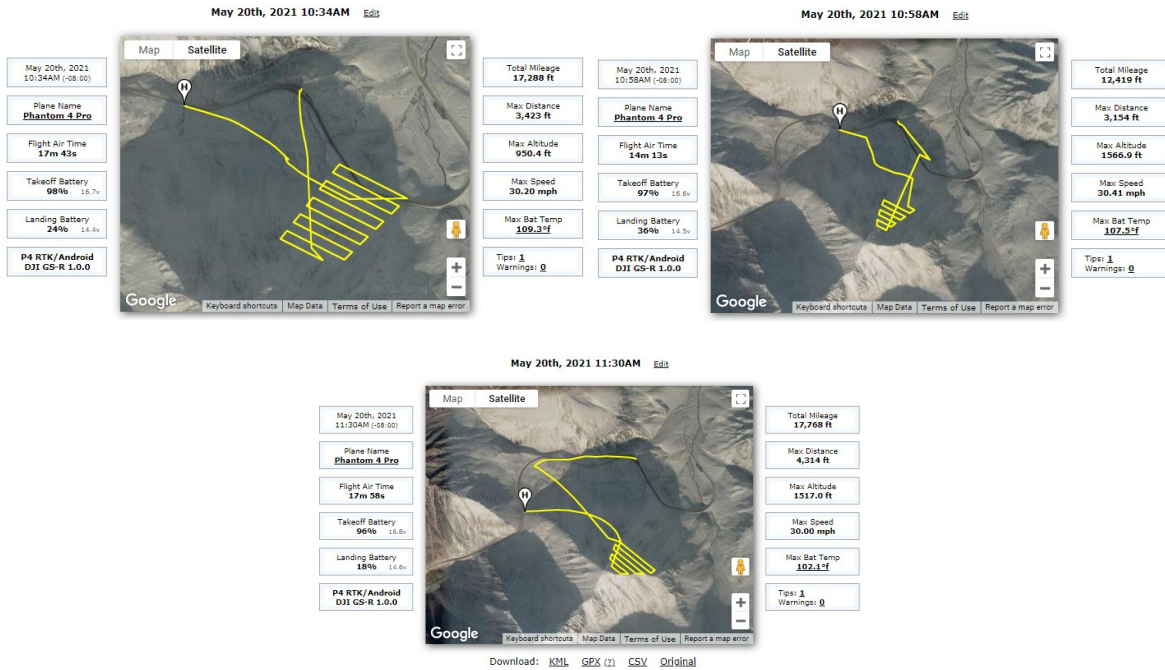 May 20th, 2021 10:34AM Edit
May 20th, 2021
10:34AM (-08:00)
Plane Name
Phantom 4 Pro
Flight Air Time
17m 43s
Takeoff Battery
98% 16.7v
Landing Battery
24% 14.4v
P4 RTK/Android
DJI GS-R 1.0.0
Map Satellite
H
Google
Keyboard shortcuts Map Data Terms of Use Report a map error
Total Mileage
17,288 ft
Max Distance
3,423 ft
Max Altitude
950.4 ft
Max Speed
30.20 mph
Max Bat Temp
109.3°f
Tips: 1
Warnings: 0
May 20th, 2021 10:58AM Edit
May 20th, 2021
10:58AM (-08:00)
Plane Name
Phantom 4 Pro
Flight Air Time
14m 13s
Takeoff Battery
97% 16.6v
Landing Battery
36% 14.5v
P4 RTK/Android
DJI GS-R 1.0.0
Map Satellite
H
Google
Keyboard shortcuts Map Data Terms of Use Report a map error
Total Mileage
12,419 ft
Max Distance
3,154 ft
Max Altitude
1566.9 ft
Max Speed
30.41 mph
Max Bat Temp
107.5°f
Tips: 1
Warnings: 0
May 20th, 2021 11:30AM Edit
May 20th, 2021
11:30AM (-08:00)
Plane Name
Phantom 4 Pro
Flight Air Time
17m 58s
Takeoff Battery
96% 16.8v
Landing Battery
18% 14.6v
P4 RTK/Android
DJI GS-R 1.0.0
Map Satellite
H
Google
Keyboard shortcuts Map Data Terms of Use Report a map error
Total Mileage
17,768 ft
Max Distance
4,314 ft
Max Altitude
1517.0 ft
Max Speed
30.00 mph
Max Bat Temp
102.1°f
Tips: 1
Warnings: 0
Download: KML GPX (?) CSV Original